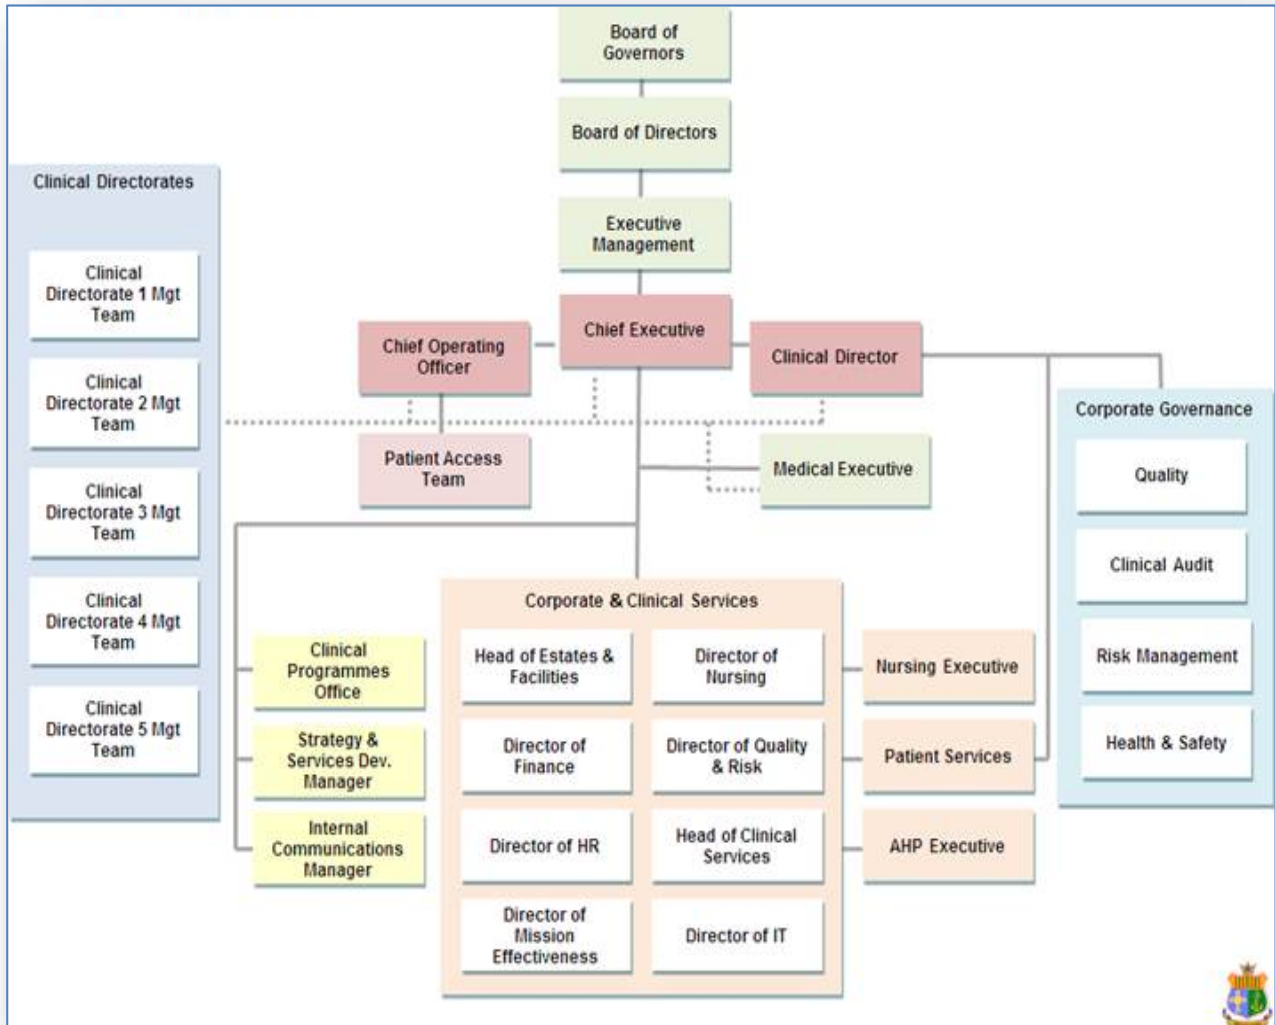 Board of
Governors
Board of Directors
Executive
Management
Chief Executive
Chief Operating
Officer
Clinical Director
Patient Access
Team
Medical Executive
Clinical Directorates
Clinical
Directorate 1 Mgt
Team
Clinical
Directorate 2 Mgt
Team
Clinical
Directorate 3 Mgt
Team
Clinical
Directorate 4 Mgt
Team
Clinical
Directorate 5 Mgt
Team
Corporate Governance
Quality
Clinical Audit
Risk Management
Health & Safety
Clinical
Programmes
Office
Strategy &
Services Dev.
Manager
Internal
Communications
Manager
Corporate & Clinical Services
Head of Estates &
Facilities
Director of
Nursing
Director of
Finance
Director of Quality
& Risk
Director of HR
Head of Clinical
Services
Director of
Mission
Effectiveness
Director of IT
Nursing Executive
Patient Services
AHP Executive